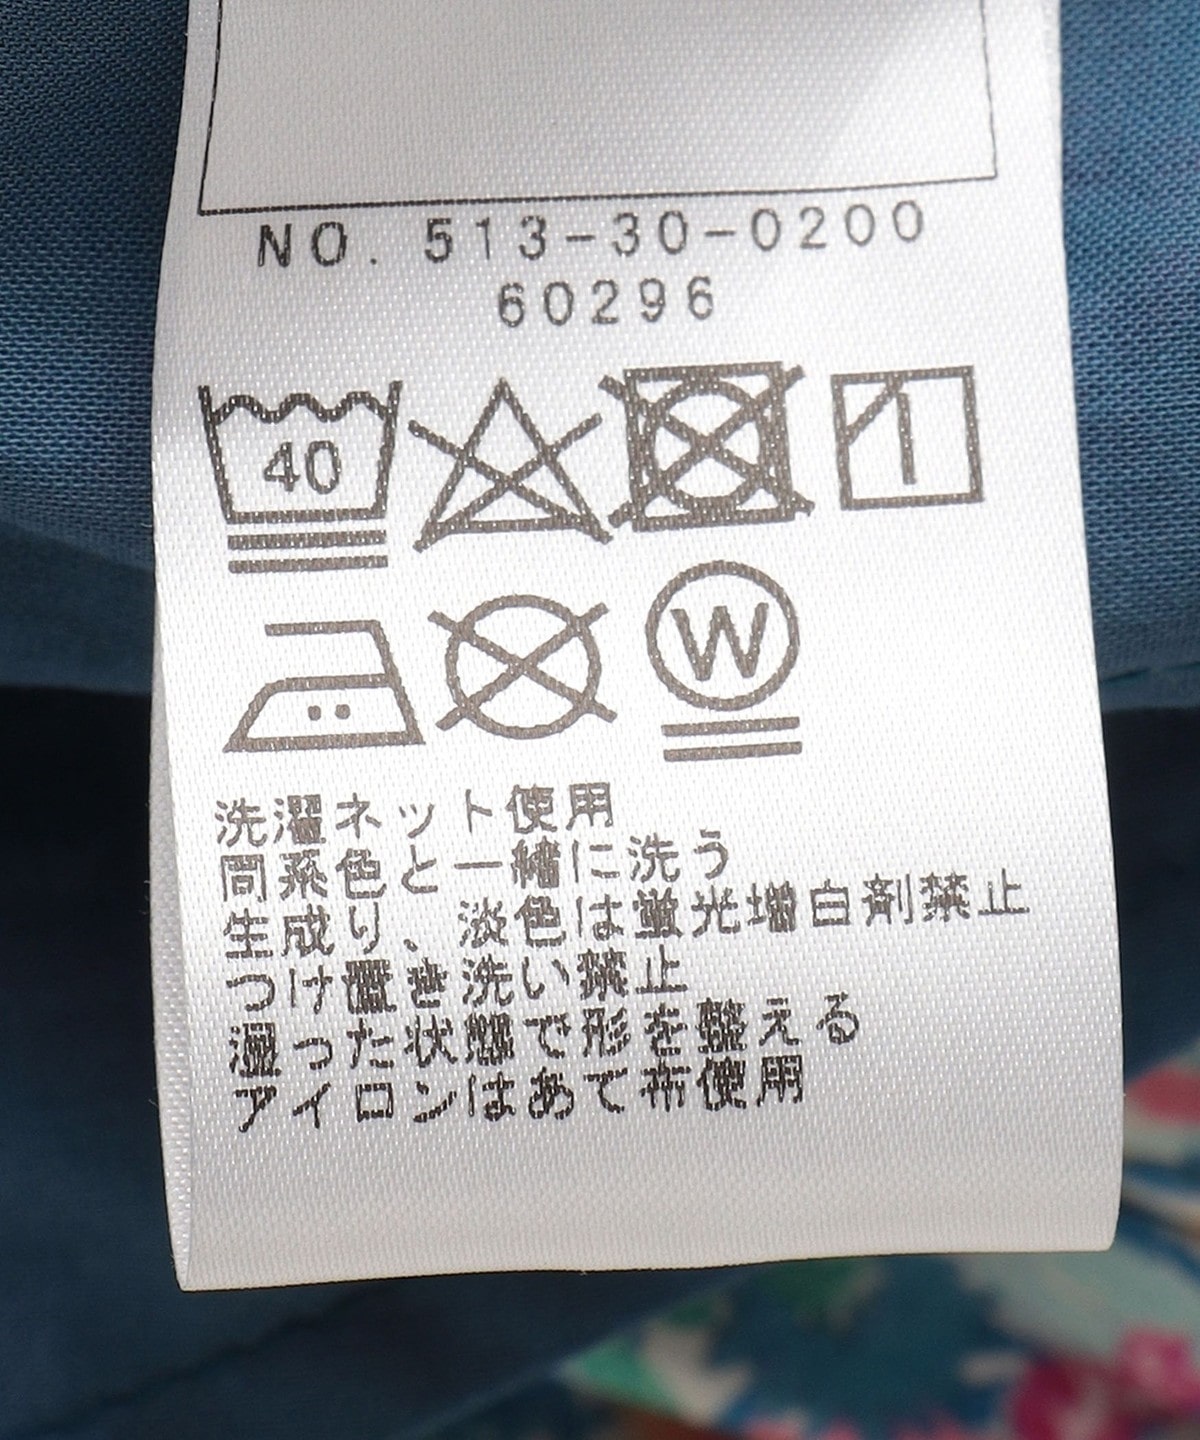 NO. 513-30-0200
60296
40
W
洗濯ネット使用
同系色と一緒に洗う
生成り、淡色は蛍光増白剤禁止
つけ置き洗い禁止
湿った状態で形を整える
アイロンはあて布使用